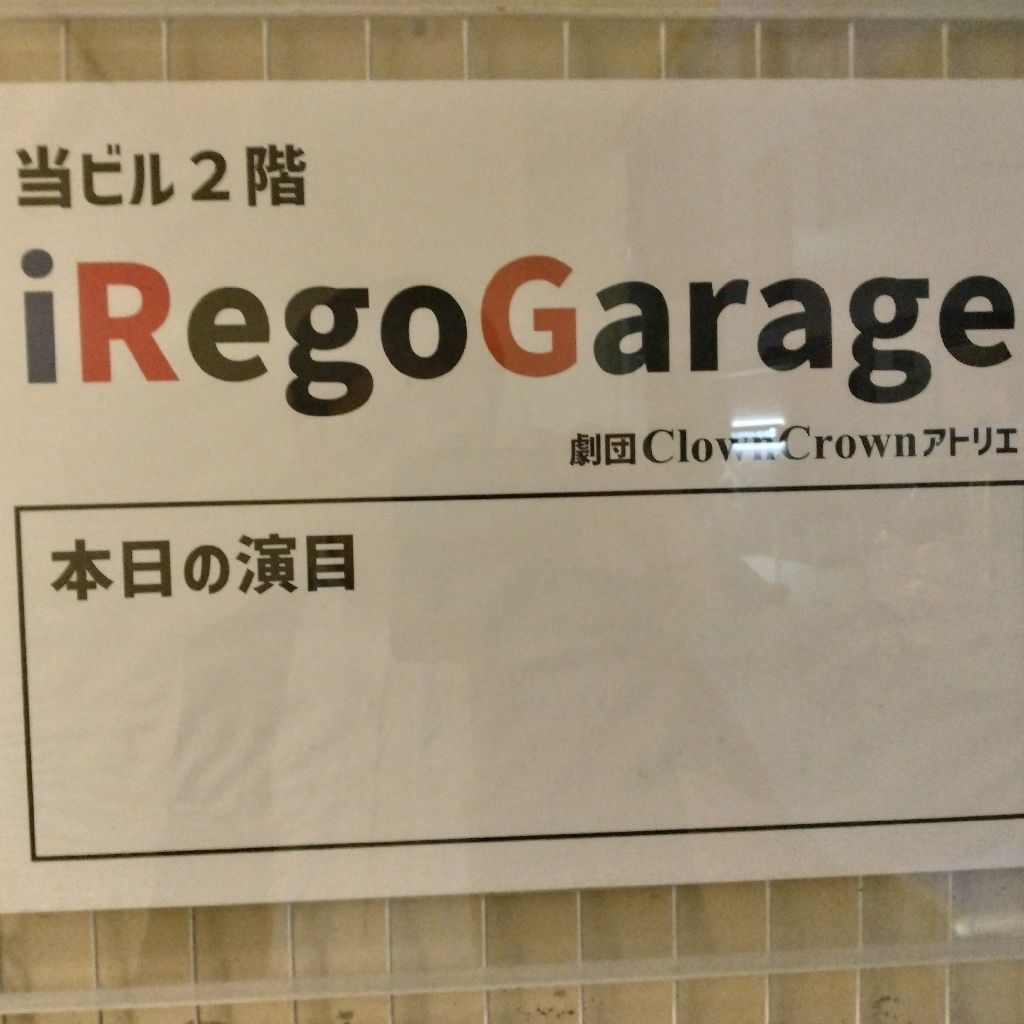 当ビル２階
iRegoGarage
劇団ClownCrownアトリエ
本日の演目